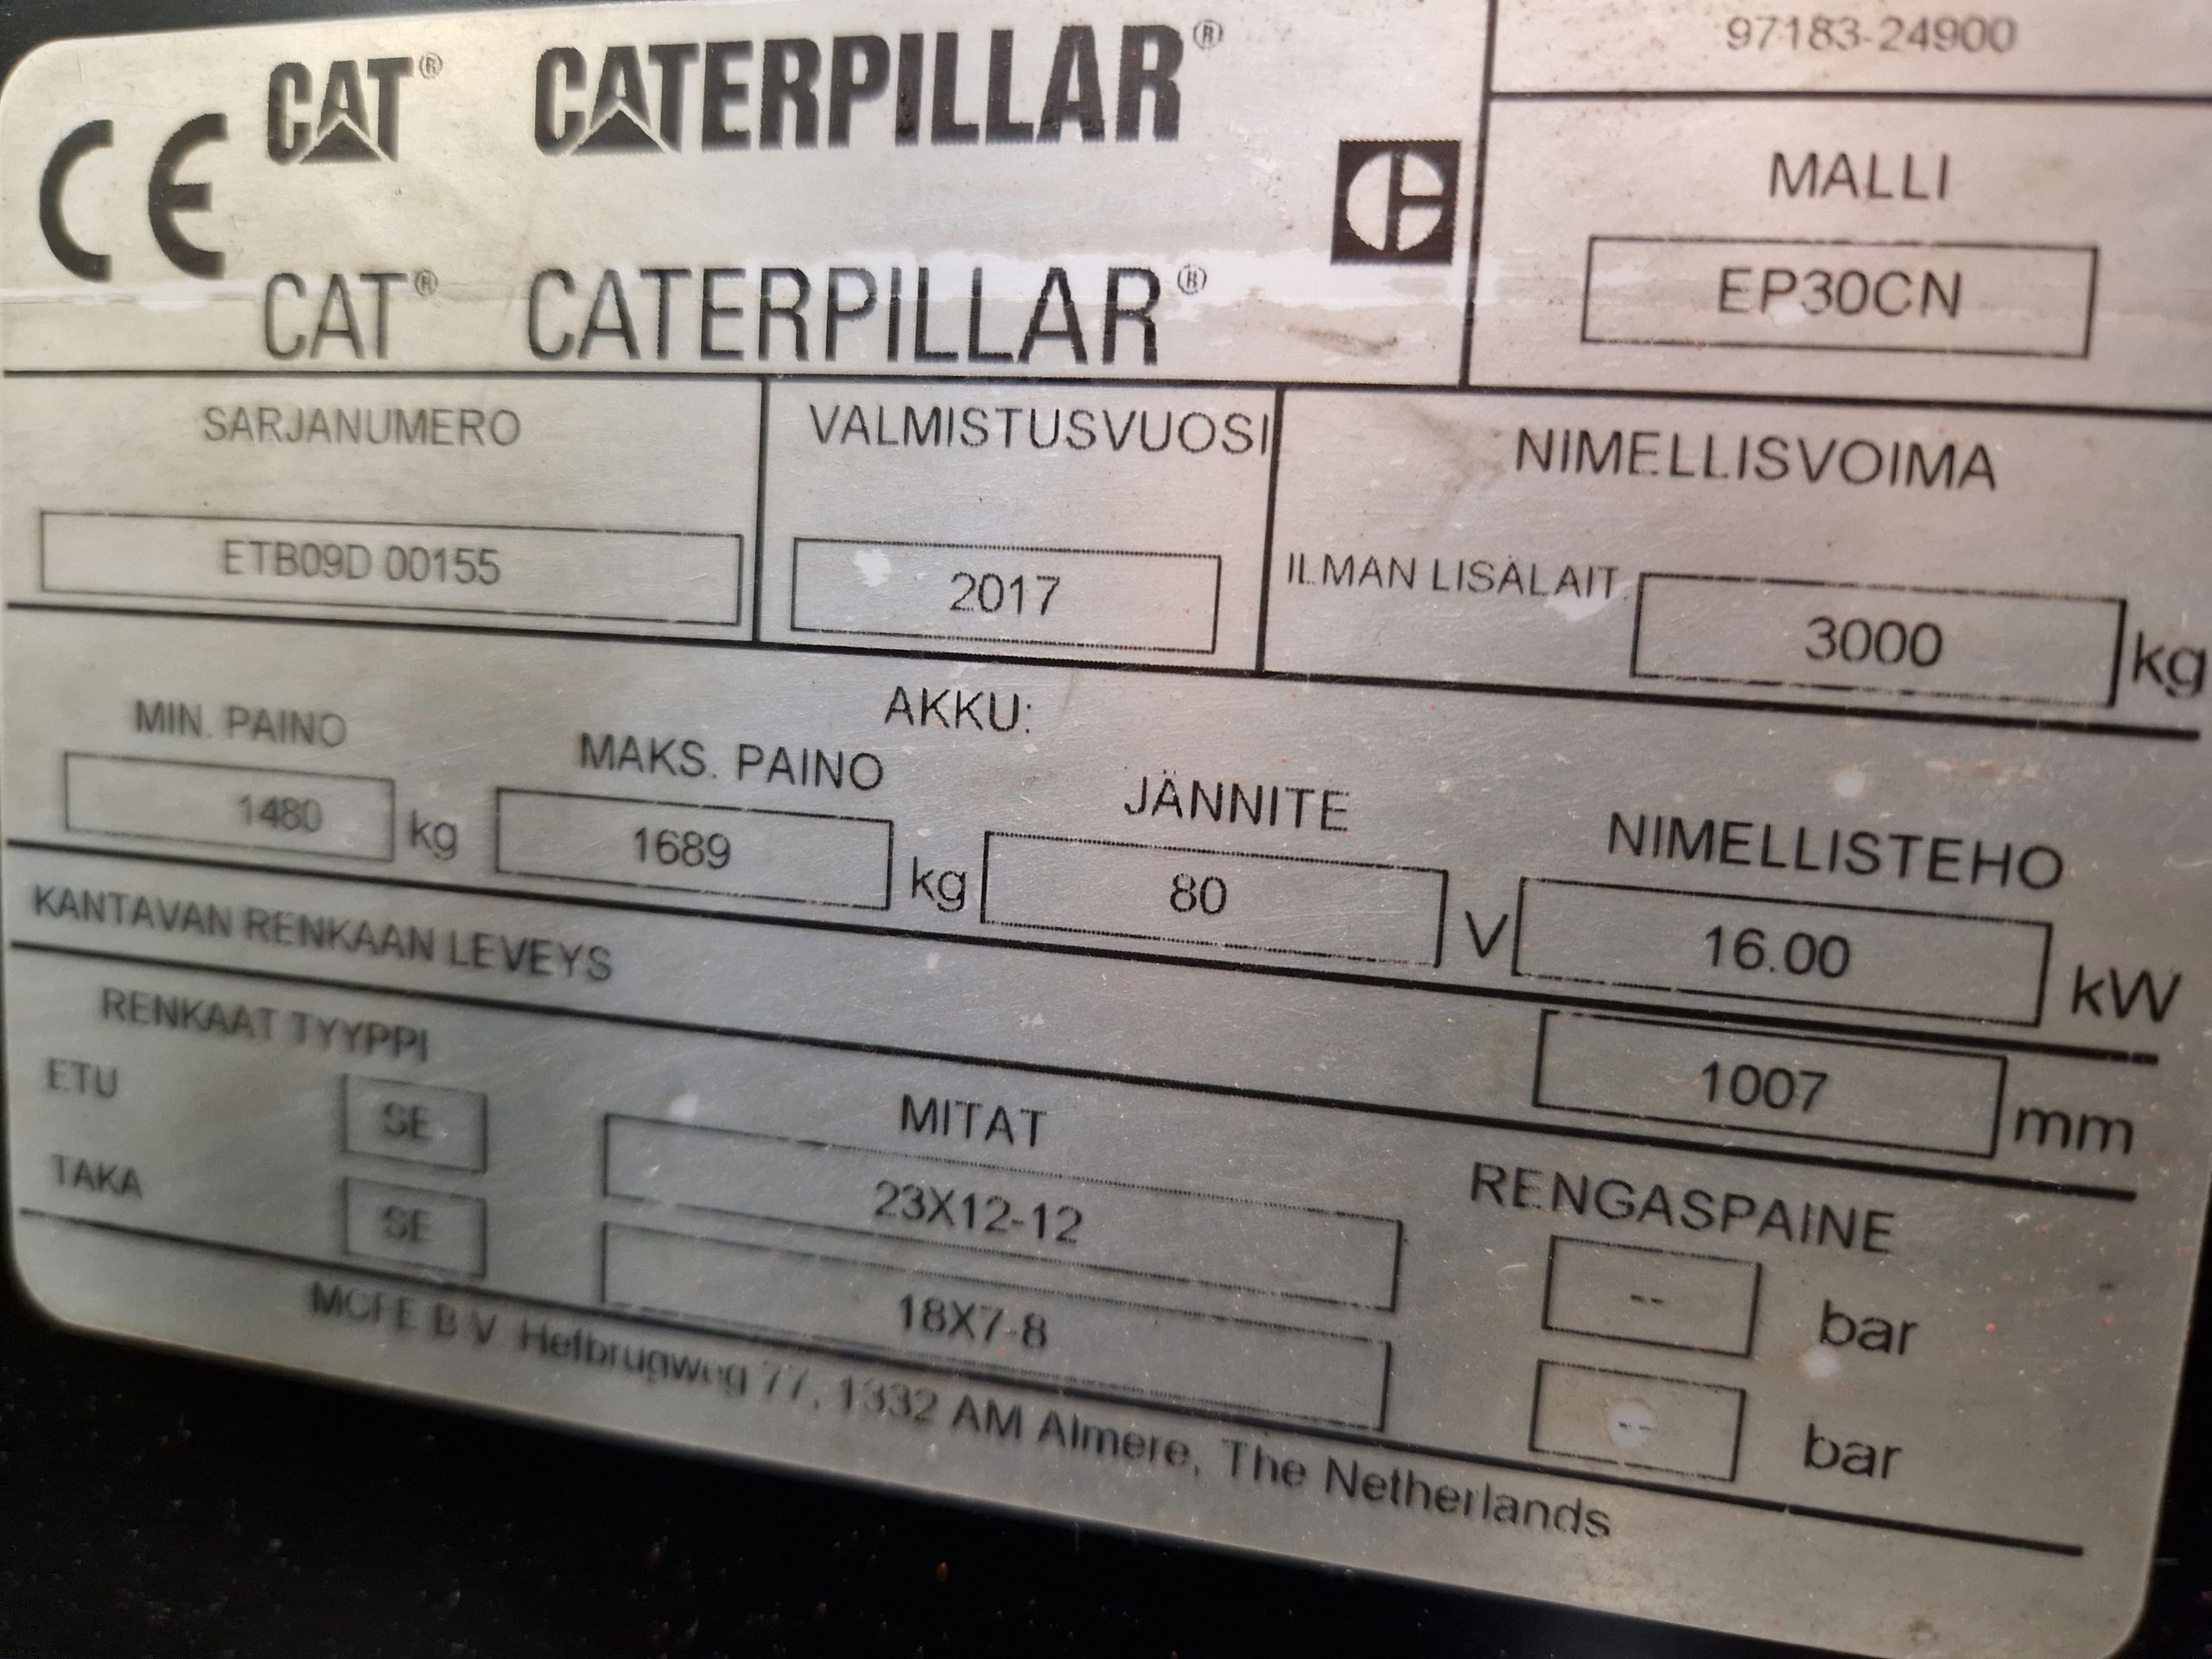 CE CAT® CATERPILLAR®
97183-24900
CAT® CATERPILLAR®
MALLI
EP30CN
SARJANUMERO
ETB09D 00155
VALMISTUSVUOSI
2017
NIMELLISVOIMA
ILMAN LISÄLAIT. 3000 kg
AKKU:
MIN. PAINO
1480 kg
MAKS. PAINO
1689 kg
JÄNNITE
80 V
NIMELLISTEHO
16.00 kW
KANTAVAN RENKAAN LEVEYS 1007 mm
RENKAAT TYYPPI MITAT RENGASPAINE
ETU SE 23X12-12 -- bar
TAKA SE 18X7-8 -- bar
MCFE B.V. Hefbrugweg 77, 1332 AM Almere, The Netherlands